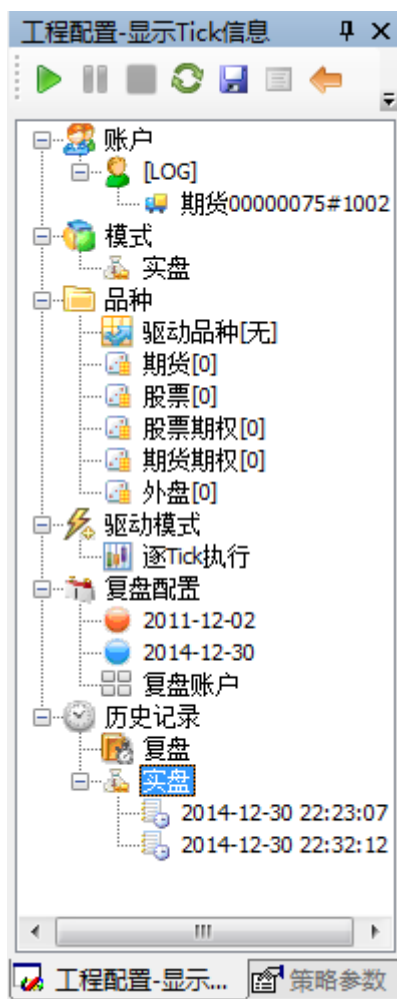 工程配置-显示Tick信息
账户
[LOG]
期货00000075#1002
模式
实盘
品种
驱动品种[无]
期货[0]
股票[0]
股票期权[0]
期货期权[0]
外盘[0]
驱动模式
逐Tick执行
复盘配置
2011-12-02
2014-12-30
复盘账户
历史记录
复盘
实盘
2014-12-30 22:23:07
2014-12-30 22:32:12
工程配置-显示... 策略参数